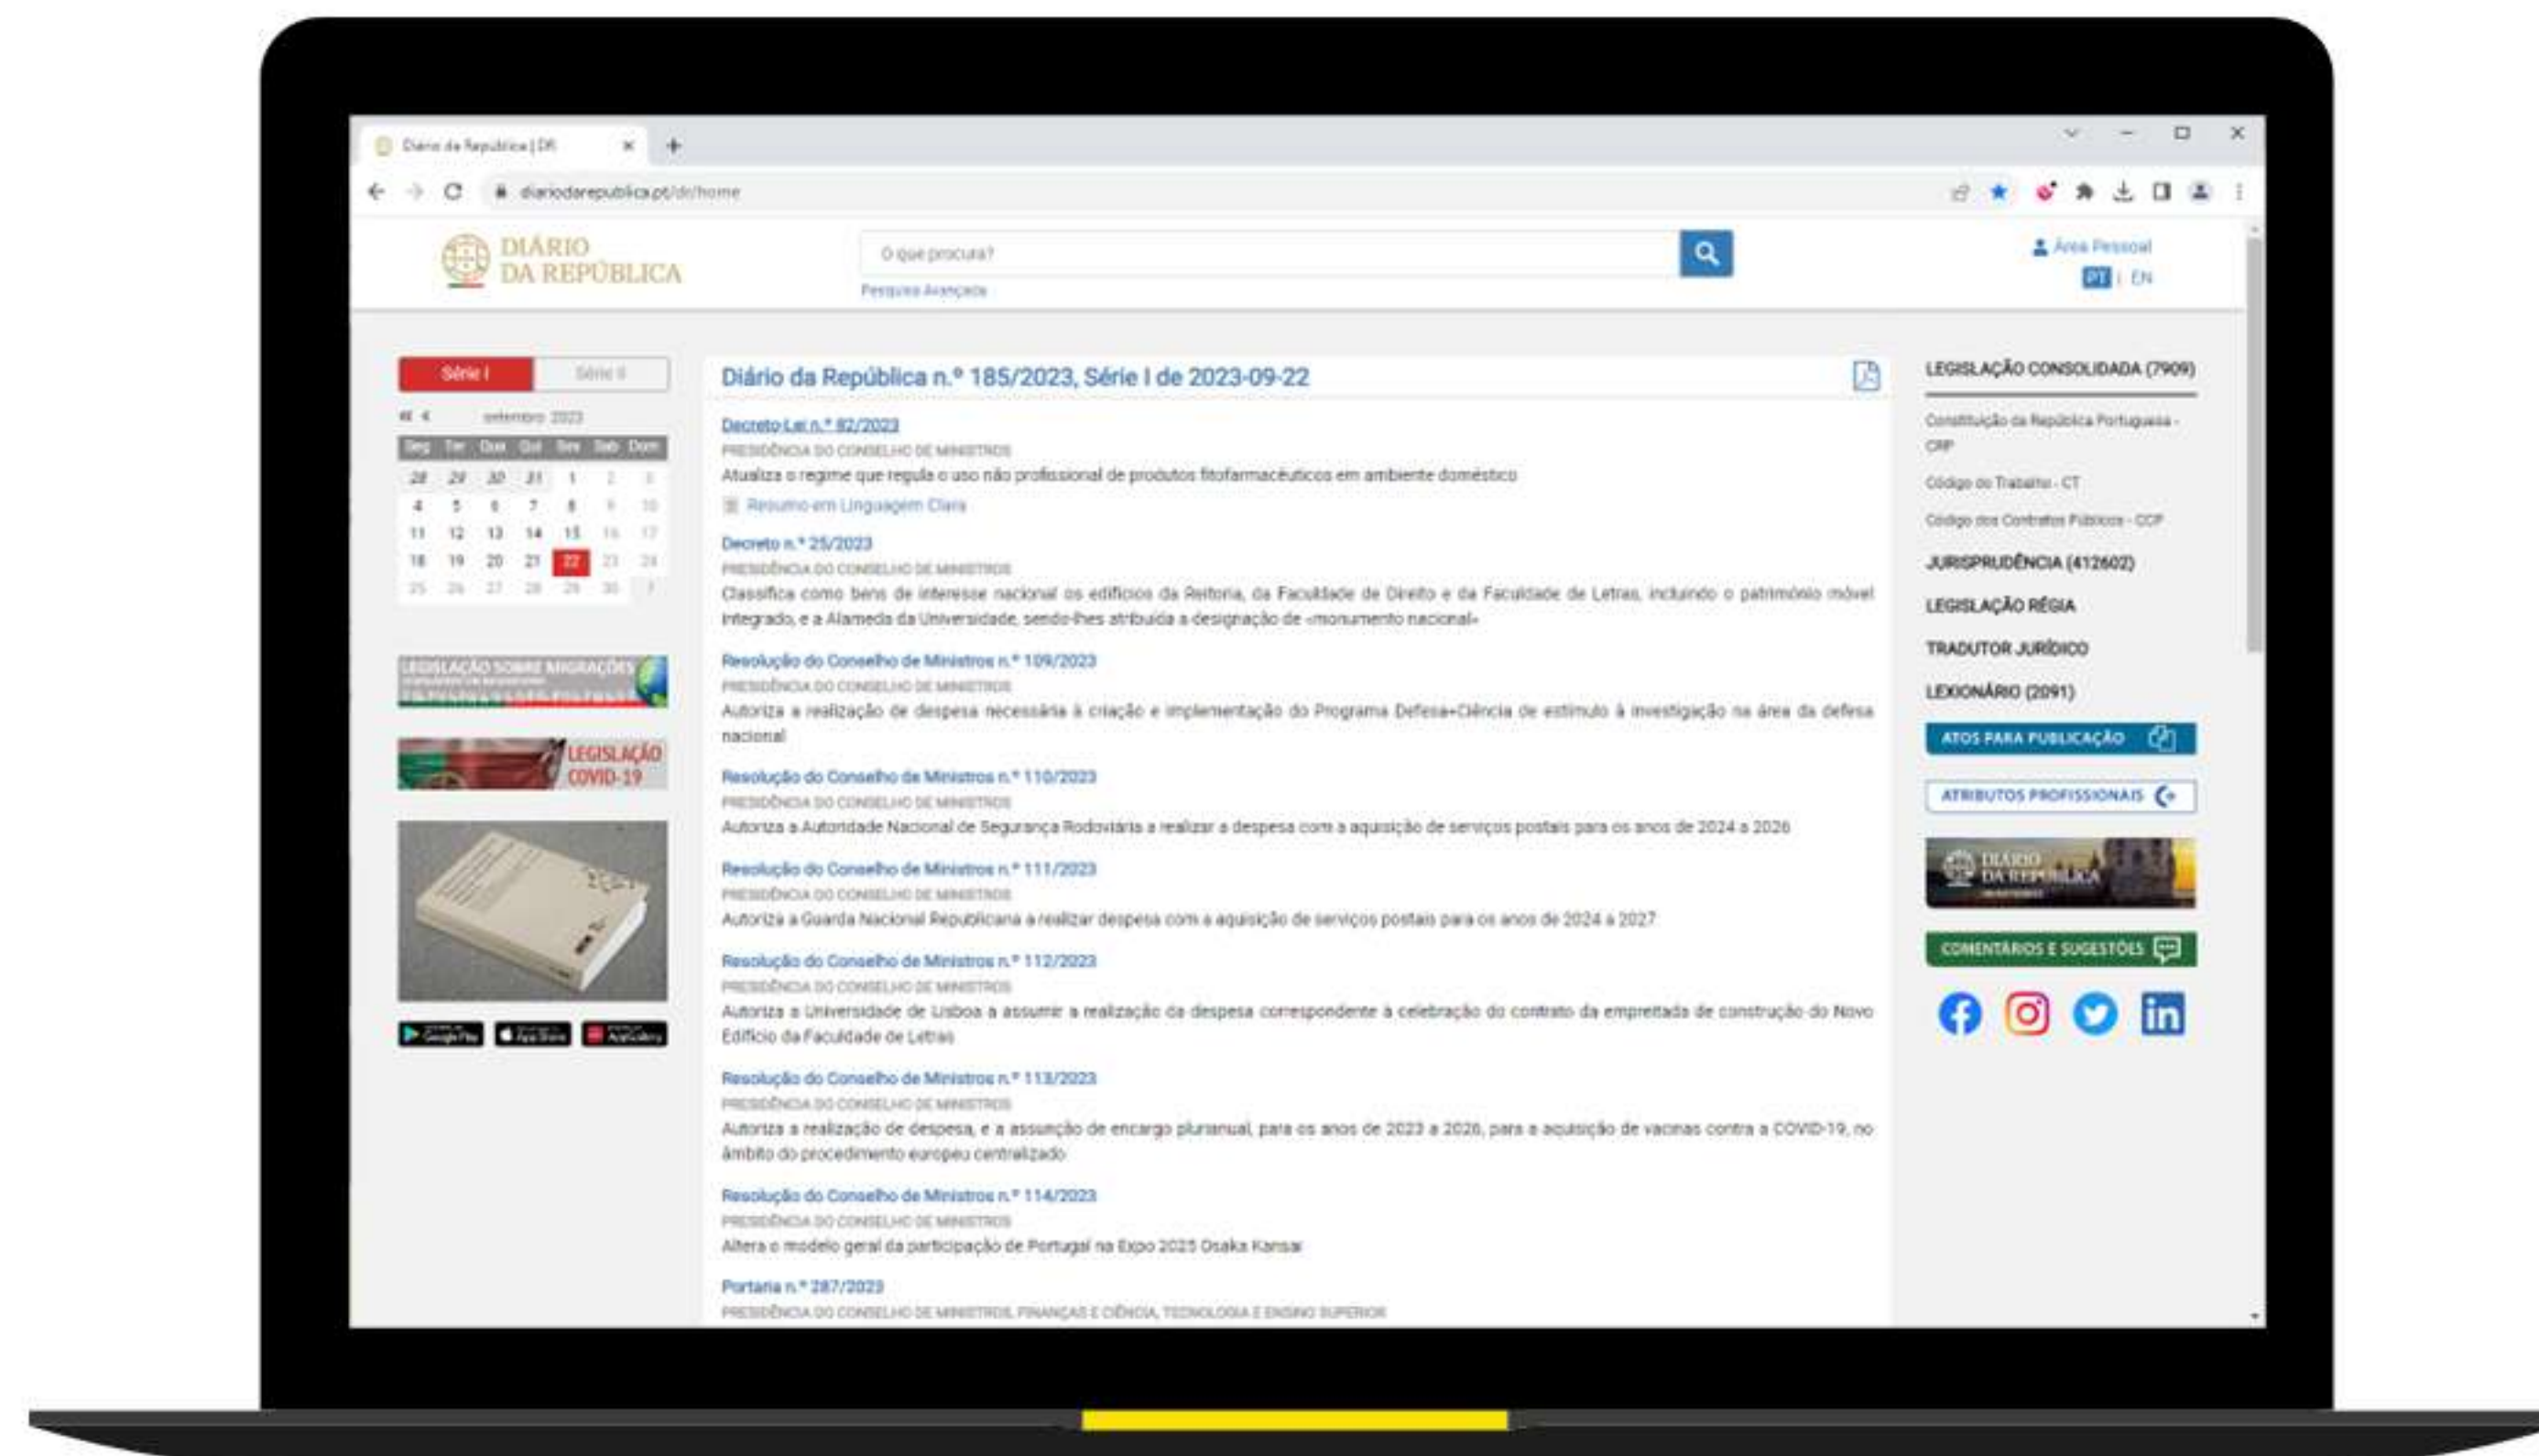 Diário da República | DR
diariodarepublica.pt/dr/home
DIÁRIO
DA REPÚBLICA
O que procura?
Pesquisa Avançada
Área Pessoal
PT | EN
Série I
Série II
setembro 2023
Seg Ter Qua Qui Sex Sab Dom
28 29 30 31 1 2 3
4 5 6 7 8 9 10
11 12 13 14 15 16 17
18 19 20 21 22 23 24
25 26 27 28 29 30 1
LEGISLAÇÃO SOBRE MIGRAÇÕES
LEGISLAÇÃO
COVID-19
Google Play
App Store
AppGallery
Diário da República n.º 185/2023, Série I de 2023-09-22
Decreto-Lei n.º 82/2023
PRESIDÊNCIA DO CONSELHO DE MINISTROS
Atualiza o regime que regula o uso não profissional de produtos fitofarmacêuticos em ambiente doméstico
Resumo em Linguagem Clara
Decreto n.º 25/2023
PRESIDÊNCIA DO CONSELHO DE MINISTROS
Classifica como bens de interesse nacional os edifícios da Reitoria, da Faculdade de Direito e da Faculdade de Letras, incluindo o património móvel
integrado, e a Alameda da Universidade, sendo-lhes atribuída a designação de «monumento nacional»
Resolução do Conselho de Ministros n.º 109/2023
PRESIDÊNCIA DO CONSELHO DE MINISTROS
Autoriza a realização de despesa necessária à criação e implementação do Programa Defesa+Ciência de estímulo à investigação na área da defesa
nacional
Resolução do Conselho de Ministros n.º 110/2023
PRESIDÊNCIA DO CONSELHO DE MINISTROS
Autoriza a Autoridade Nacional de Segurança Rodoviária a realizar a despesa com a aquisição de serviços postais para os anos de 2024 a 2026
Resolução do Conselho de Ministros n.º 111/2023
PRESIDÊNCIA DO CONSELHO DE MINISTROS
Autoriza a Guarda Nacional Republicana a realizar despesa com a aquisição de serviços postais para os anos de 2024 a 2027
Resolução do Conselho de Ministros n.º 112/2023
PRESIDÊNCIA DO CONSELHO DE MINISTROS
Autoriza a Universidade de Lisboa a assumir a realização da despesa correspondente à celebração do contrato da empreitada de construção do Novo
Edifício da Faculdade de Letras
Resolução do Conselho de Ministros n.º 113/2023
PRESIDÊNCIA DO CONSELHO DE MINISTROS
Autoriza a realização de despesa, e a assunção de encargo plurianual, para os anos de 2023 a 2026, para a aquisição de vacinas contra a COVID-19, no
âmbito do procedimento europeu centralizado
Resolução do Conselho de Ministros n.º 114/2023
PRESIDÊNCIA DO CONSELHO DE MINISTROS
Altera o modelo geral da participação de Portugal na Expo 2025 Osaka Kansai
Portaria n.º 287/2023
PRESIDÊNCIA DO CONSELHO DE MINISTROS, FINANÇAS E CIÊNCIA, TECNOLOGIA E ENSINO SUPERIOR
LEGISLAÇÃO CONSOLIDADA (7909)
Constituição da República Portuguesa -
CRP
Código do Trabalho - CT
Código dos Contratos Públicos - CCP
JURISPRUDÊNCIA (412602)
LEGISLAÇÃO RÉGIA
TRADUTOR JURÍDICO
LEXIONÁRIO (2091)
ATOS PARA PUBLICAÇÃO
ATRIBUTOS PROFISSIONAIS
DIÁRIO
DA REPÚBLICA
COMENTÁRIOS E SUGESTÕES